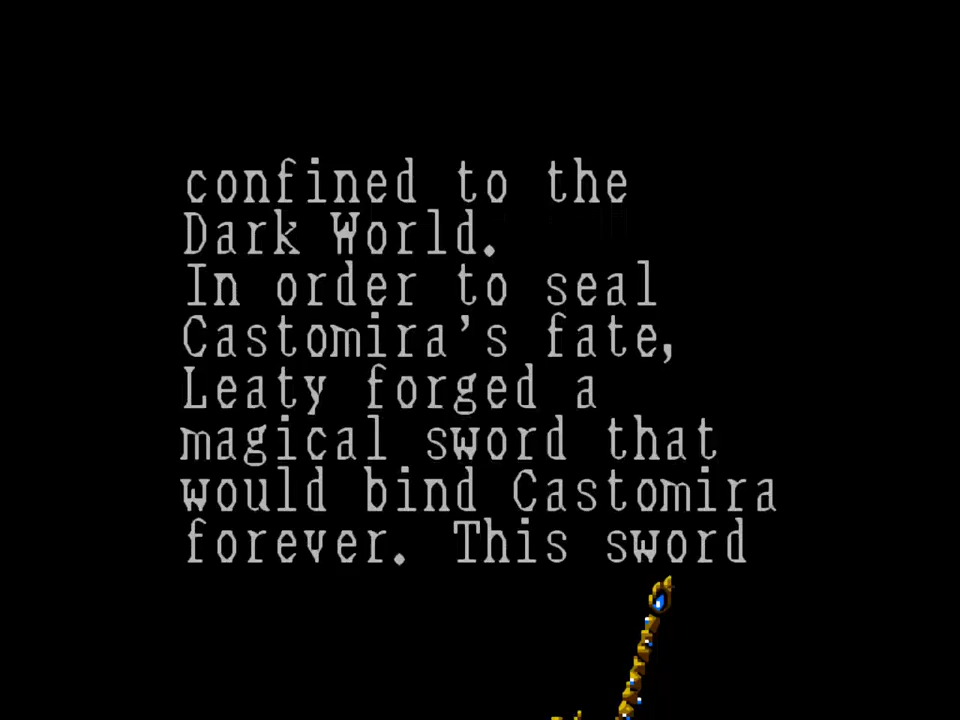 confined to the
Dark World.
In order to seal
Castomira's fate,
Leaty forged a
magical sword that
would bind Castomira
forever. This sword